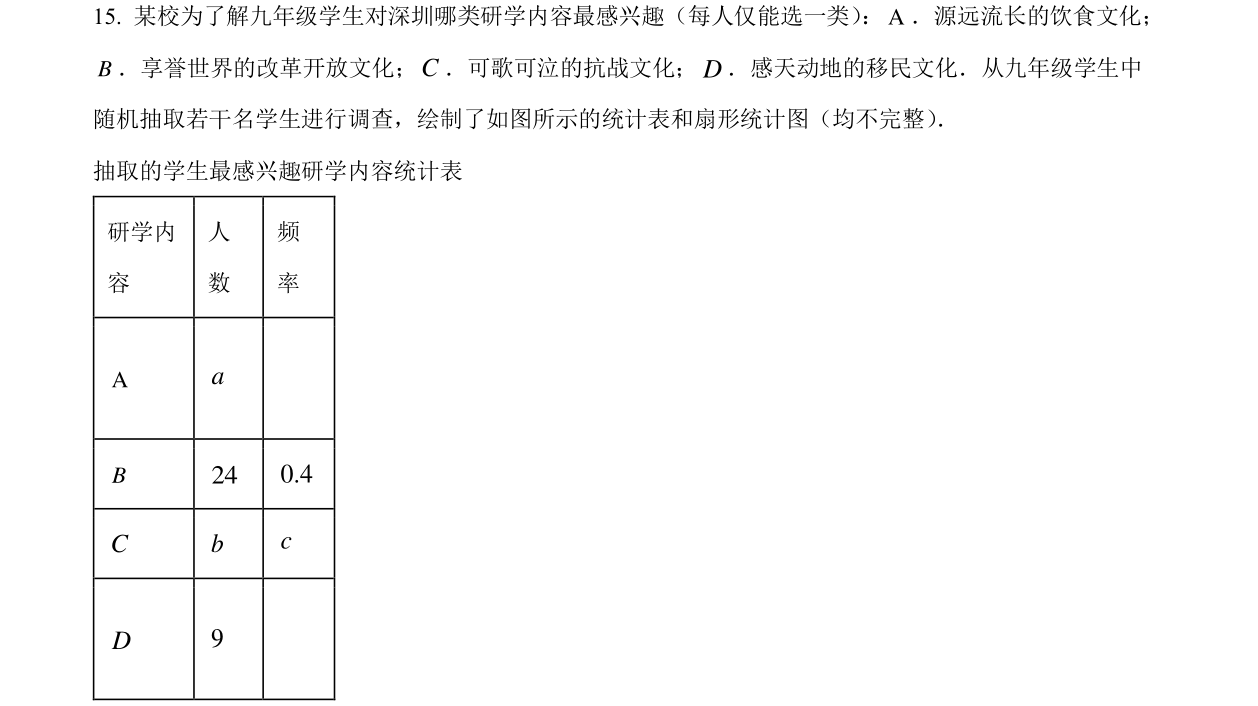 15. 某校为了解九年级学生对深圳哪类研学内容最感兴趣（每人仅能选一类）：A．源远流长的饮食文化；
B．享誉世界的改革开放文化；C．可歌可泣的抗战文化；D．感天动地的移民文化．从九年级学生中
随机抽取若干名学生进行调查，绘制了如图所示的统计表和扇形统计图（均不完整）．
抽取的学生最感兴趣研学内容统计表
研学内容 人数 频率
A a
B 24 0.4
C b c
D 9